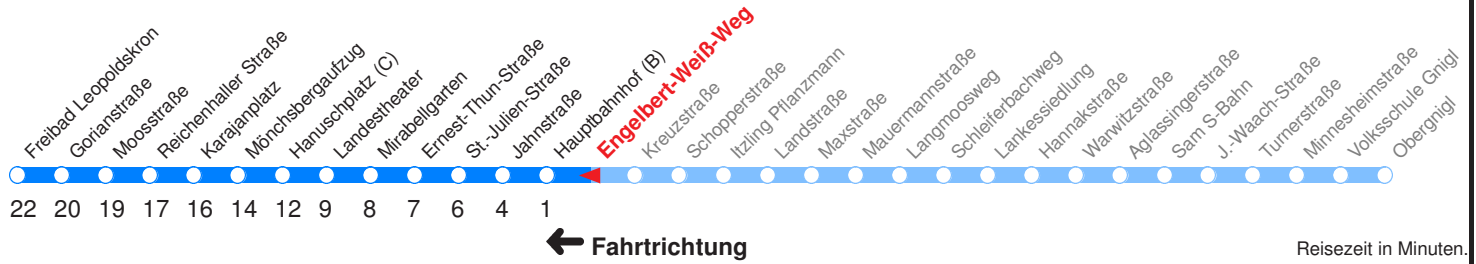 Freibad Leopoldskron
Gorianstraße
Moosstraße
Reichenhaller Straße
Karajanplatz
Mönchsbergaufzug
Hanuschplatz (C)
Landestheater
Mirabellgarten
Ernest-Thun-Straße
St.-Julien-Straße
Jahnstraße
Hauptbahnhof (B)
Engelbert-Weiß-Weg
Kreuzstraße
Schopperstraße
Itzling Pflanzmann
Landstraße
Maxstraße
Mauermannstraße
Langmoosweg
Schleiferbachweg
Lankessiedlung
Hannakstraße
Warwitzstraße
Aglassingerstraße
Sam S-Bahn
J.-Waach-Straße
Turnerstraße
Minnesheimstraße
Volksschule Gnigl
Obergnigl
22 20 19 17 16 14 12 9 8 7 6 4 1
Fahrtrichtung
Reisezeit in Minuten.